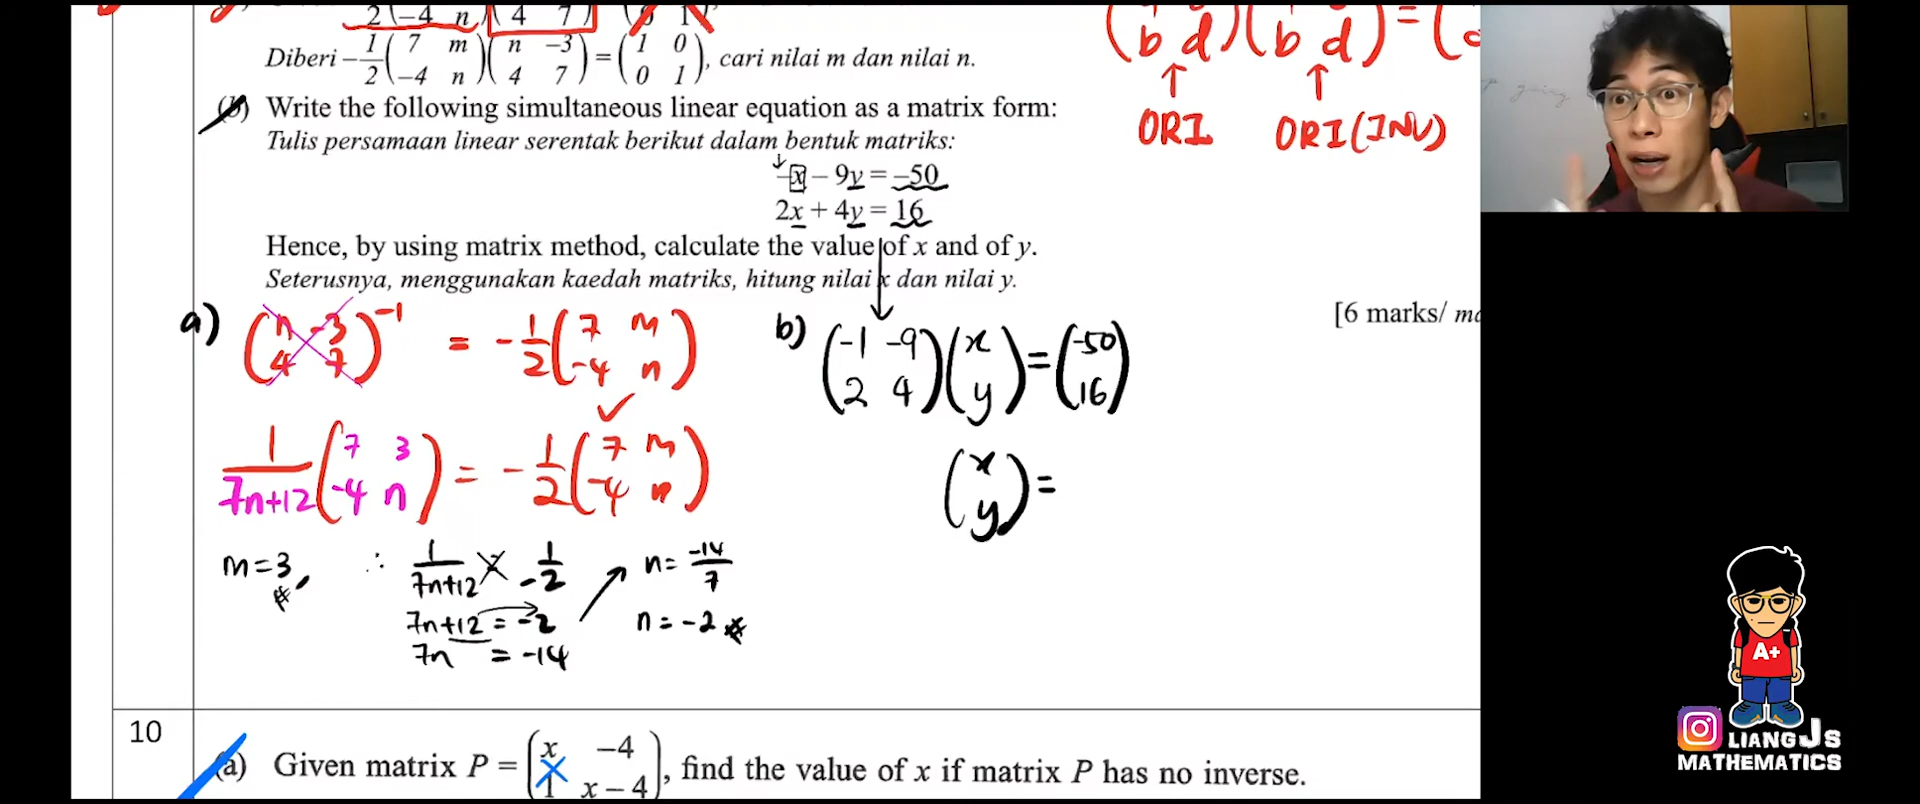 2 (−4 n)(4 7) (0 1)
Diberi −1/2 (7 m; −4 n)(n −3; 4 7) = (1 0; 0 1), cari nilai m dan nilai n.
(b) Write the following simultaneous linear equation as a matrix form:
Tulis persamaan linear serentak berikut dalam bentuk matriks:
−x − 9y = −50
2x + 4y = 16
Hence, by using matrix method, calculate the value of x and of y.
Seterusnya, menggunakan kaedah matriks, hitung nilai x dan nilai y.
[6 marks/
(b d)(b d) = (
↑ ↑
ORI ORI(INV)
a) (n −3; 4 7)⁻¹ = −1/2 (7 m; −4 n)
1/(7n+12) (7 3; −4 n) = −1/2 (7 m; −4 n)
m = 3
∴ 1/(7n+12) = 1/−2
7n+12 = −2
7n = −14
n = −14/7
n = −2
b) (−1 −9; 2 4)(x; y) = (−50; 16)
(x; y) =
10
(a) Given matrix P = (x −4; 1 x − 4), find the value of x if matrix P has no inverse.
A+
LIANGJS
MATHEMATICS